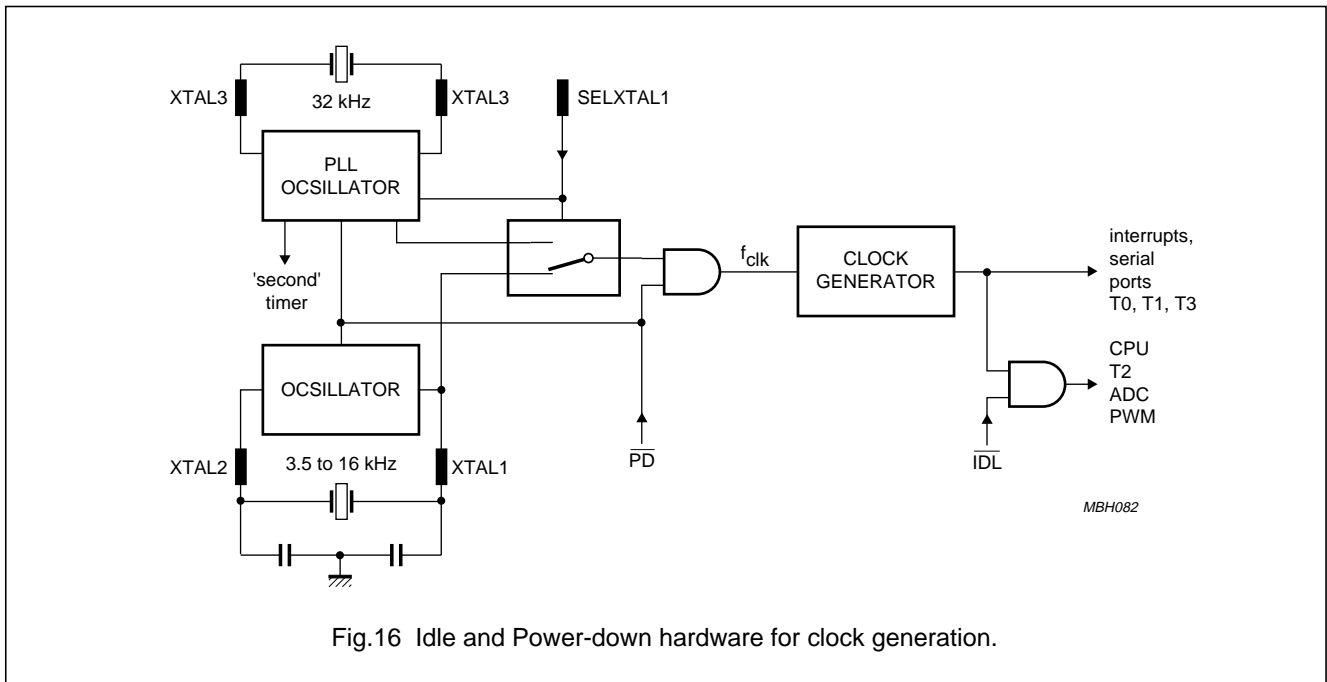 XTAL3
32 kHz
XTAL3
SELXTAL1
PLL
OCSILLATOR
'second'
timer
fclk
CLOCK
GENERATOR
interrupts,
serial
ports
T0, T1, T3
CPU
T2
ADC
PWM
OCSILLATOR
XTAL2
3.5 to 16 kHz
XTAL1
PD
IDL
MBH082
Fig.16 Idle and Power-down hardware for clock generation.